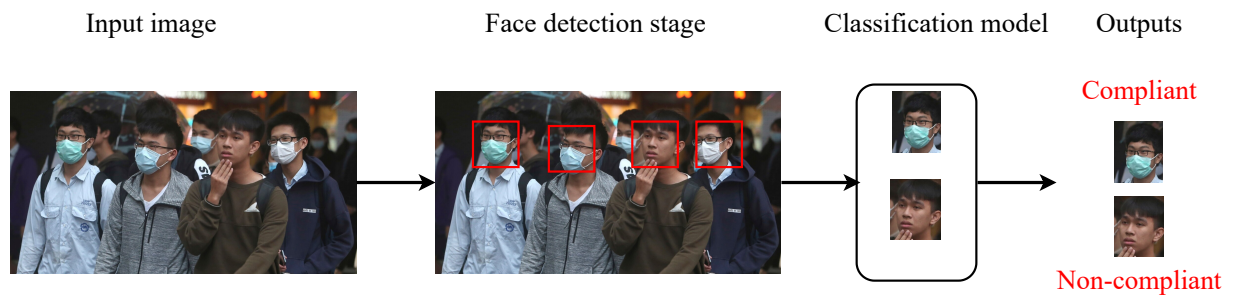 Input image
Face detection stage
Classification model
Outputs
Compliant
Non-compliant